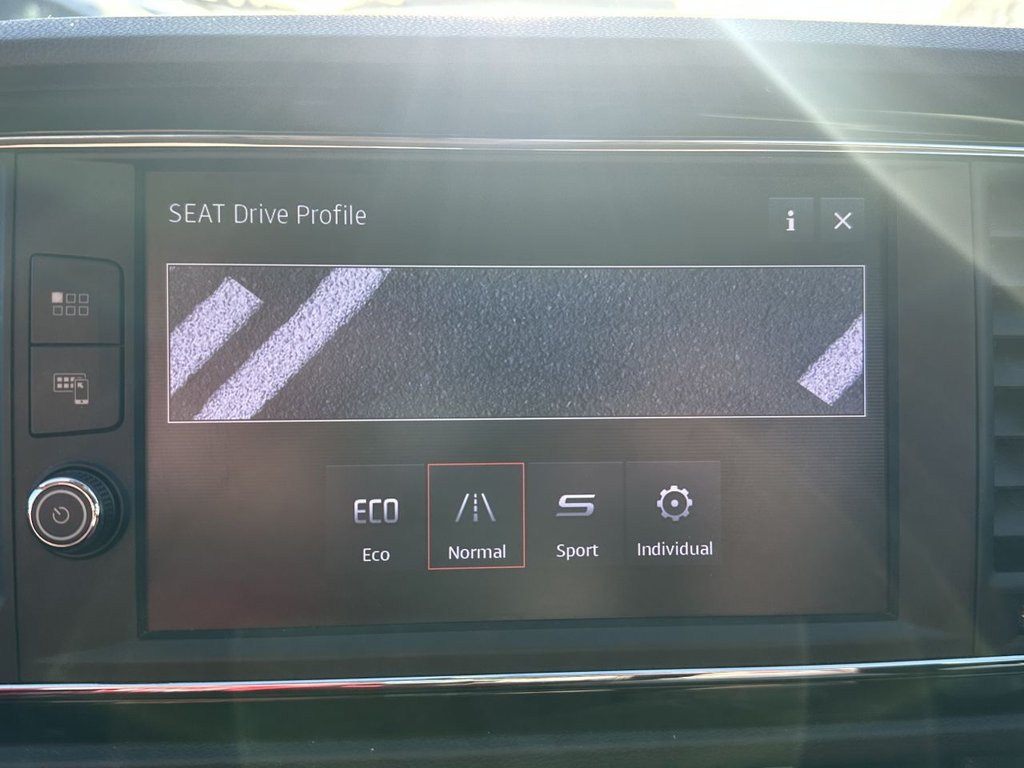 SEAT Drive Profile
i
ECO
Eco
Normal
S
Sport
Individual